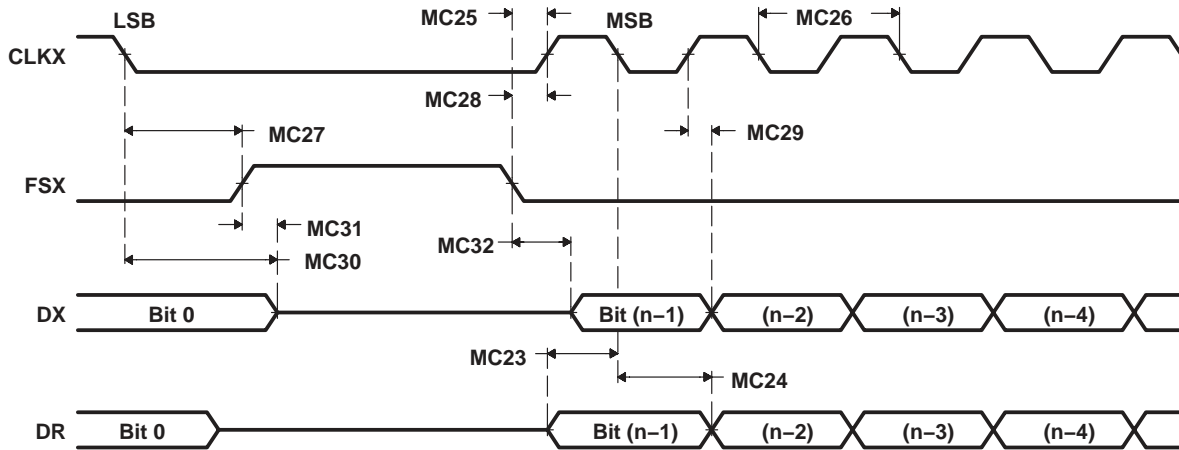 LSB
MC25
MSB
MC26
CLKX
MC28
MC27
MC29
FSX
MC31
MC32
MC30
DX
Bit 0
Bit (n–1)
(n–2)
(n–3)
(n–4)
MC23
MC24
DR
Bit 0
Bit (n–1)
(n–2)
(n–3)
(n–4)